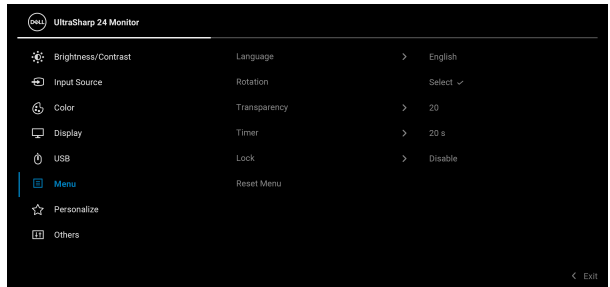 DELL UltraSharp 24 Monitor
Brightness/Contrast Language > English
Input Source Rotation Select ✓
Color Transparency > 20
Display Timer > 20 s
USB Lock > Disable
Menu Reset Menu
Personalize
Others
< Exit